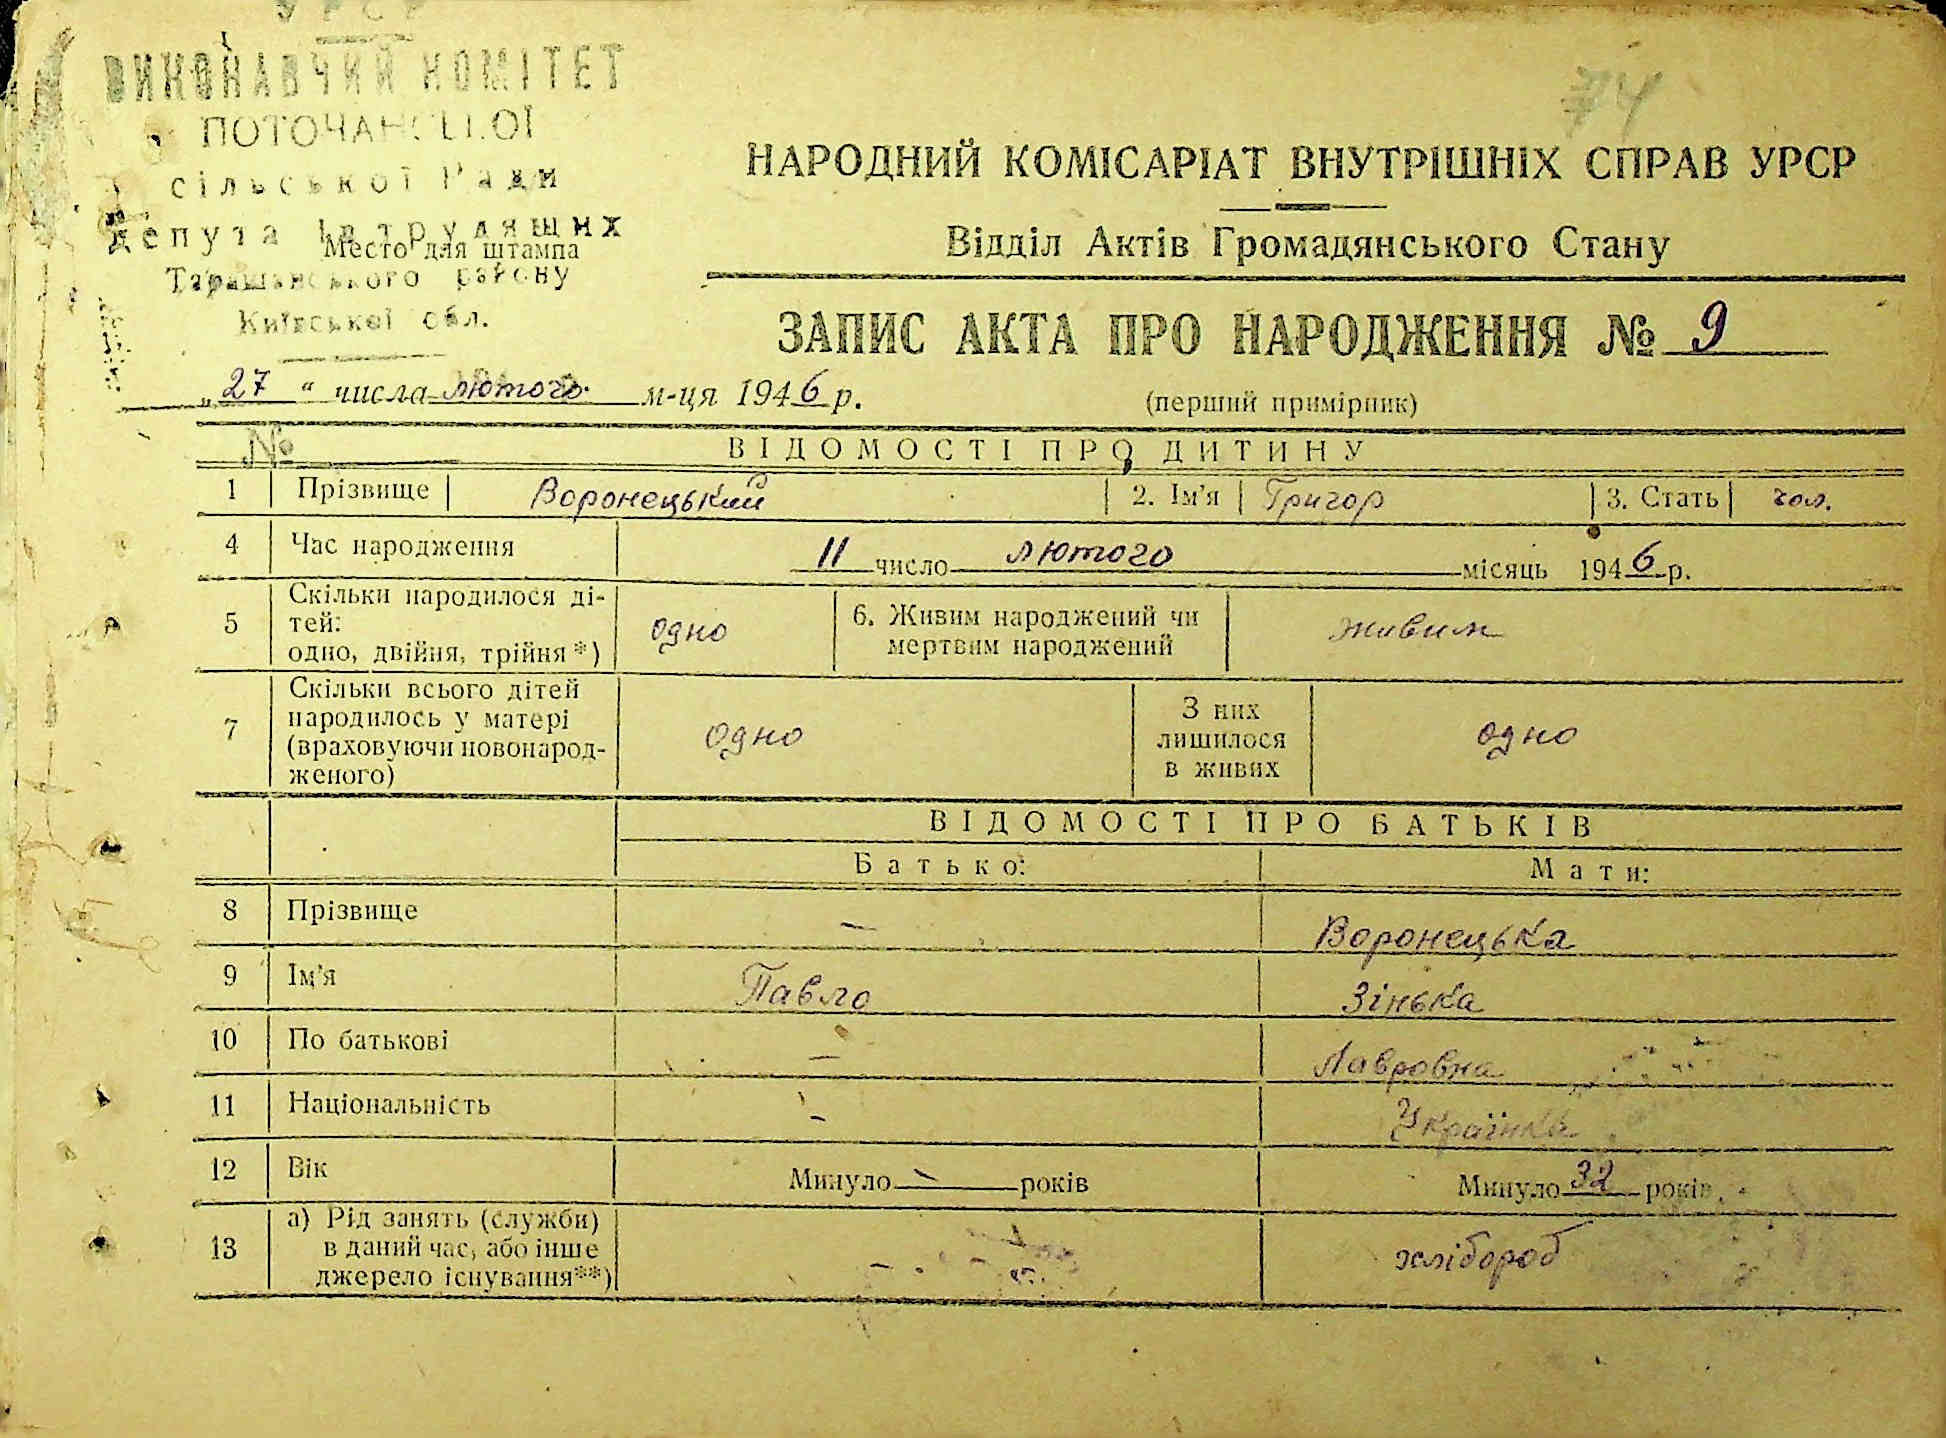 УРСР
ВИКОНАВЧИЙ КОМІТЕТ
ПОТОЧАНСЬКОЇ
сільської Ради
депутатів трудящих
Место для штампа
Таращанського району
Київської обл.
74
НАРОДНИЙ КОМІСАРІАТ ВНУТРІШНІХ СПРАВ УРСР
Відділ Актів Громадянського Стану
ЗАПИС АКТА ПРО НАРОДЖЕННЯ № 9
„27“ числа лютого м-ця 1946 р.
(перший примірник)
№
ВІДОМОСТІ ПРО ДИТИНУ
1 Прізвище Воронецький 2. Ім'я Григор 3. Стать чол.
4 Час народження 11 число лютого місяць 1946 р.
5 Скільки народилося ді-
тей:
одно, двійня, трійня *) одно 6. Живим народжений чи
мертвим народжений живим
7 Скільки всього дітей
народилось у матері
(враховуючи новонарод-
женого) одно З них
лишилося
в живих одно
ВІДОМОСТІ ПРО БАТЬКІВ
Батько: Мати:
8 Прізвище — Воронецька
9 Ім'я Павло Зінька
10 По батькові — Лавровна
11 Національність — Українка
12 Вік Минуло — років Минуло 32 років
13 а) Рід занять (служби)
в даний час, або інше
джерело існування**) — хлібороб